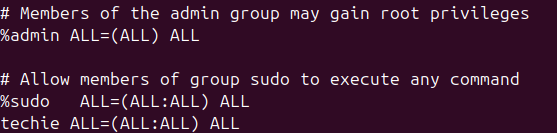 # Members of the admin group may gain root privileges
%admin ALL=(ALL) ALL

# Allow members of group sudo to execute any command
%sudo   ALL=(ALL:ALL) ALL
techie ALL=(ALL:ALL) ALL